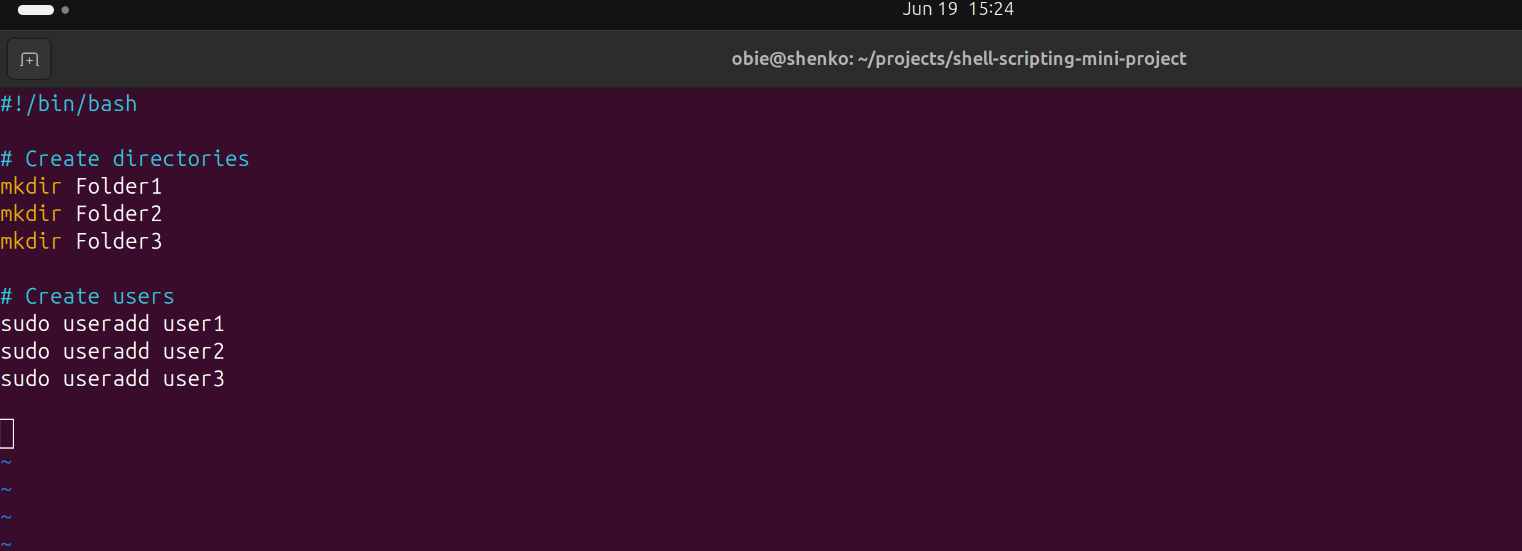 Jun 19 15:24
obie@shenko: ~/projects/shell-scripting-mini-project
#!/bin/bash
# Create directories
mkdir Folder1
mkdir Folder2
mkdir Folder3
# Create users
sudo useradd user1
sudo useradd user2
sudo useradd user3
~
~
~
~